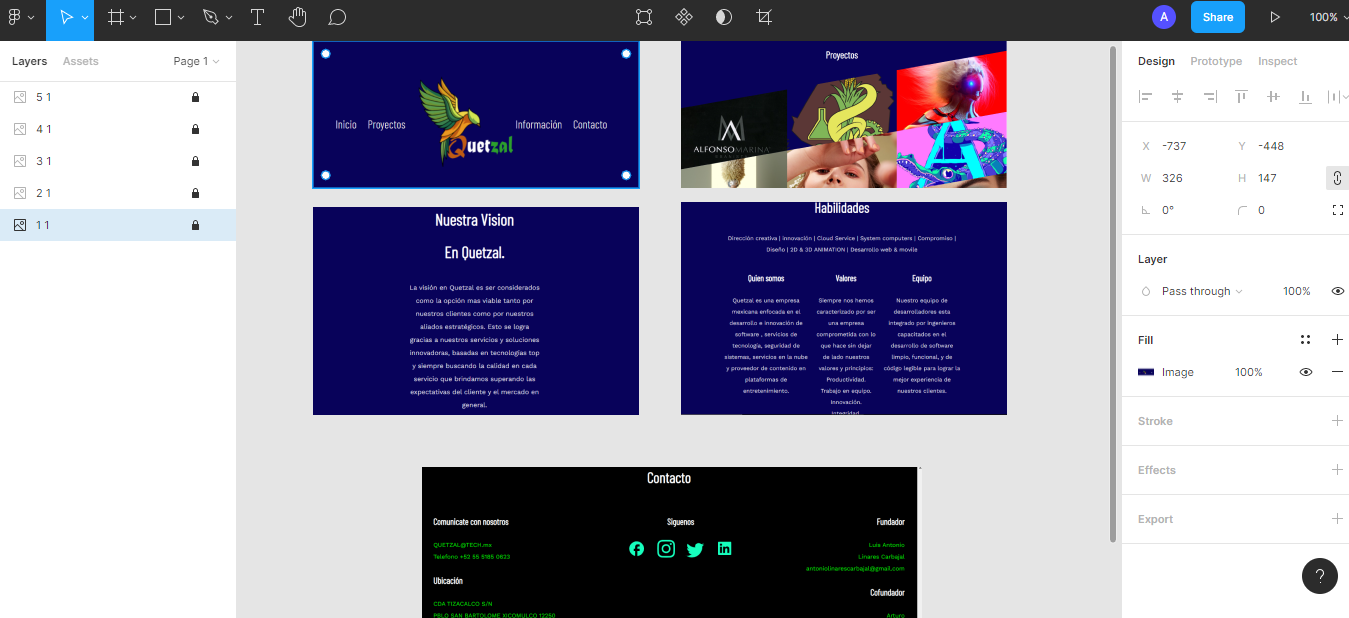 A
Share
100%
Layers
Assets
Page 1
5 1
4 1
3 1
2 1
1 1
Inicio
Proyectos
Quetzal
Información
Contacto
Proyectos
ALFONSOMARINA
Nuestra Vision
En Quetzal.
La visión en Quetzal es ser considerados
como la opción mas viable tanto por
nuestros clientes como por nuestros
aliados estratégicos. Esto se logra
gracias a nuestros servicios y soluciones
innovadoras, basadas en tecnologías top
y siempre buscando la calidad en cada
servicio que brindamos superando las
expectativas del cliente y el mercado en
general.
Habilidades
Dirección creativa | Innovación | Cloud Service | System computers | Compromiso |
Diseño | 2D & 3D ANIMATION | Desarrollo web & movile
Quien somos
Quetzal es una empresa
mexicana enfocada en el
desarrollo e innovación de
software , servicios de
tecnología, seguridad de
sistemas, servicios en la nube
y proveedor de contenido en
plataformas de
entretenimiento.
Valores
Siempre nos hemos
caracterizado por ser
una empresa
comprometida con lo
que hace sin dejar
de lado nuestros
valores y principios:
Productividad.
Trabajo en equipo.
Innovación.
Integridad.
Equipo
Nuestro equipo de
desarrolladores esta
integrado por ingenieros
capacitados en el
desarrollo de software
limpio, funcional, y de
código legible para lograr la
mejor experiencia de
nuestros clientes.
Contacto
Comunicate con nosotros
QUETZAL@TECH.mx
Telefono +52 55 5185 0623
Ubicación
CDA TIZACALCO S/N
PBLO SAN BARTOLOME XICOMULCO 12250
Siguenos
Fundador
Luis Antonio
Linares Carbajal
antoniolinarescarbajal@gmail.com
Cofundador
Arturo
Design
Prototype
Inspect
X
-737
Y
-448
W
326
H
147
0°
0
Layer
Pass through
100%
Fill
Image
100%
Stroke
Effects
Export
?